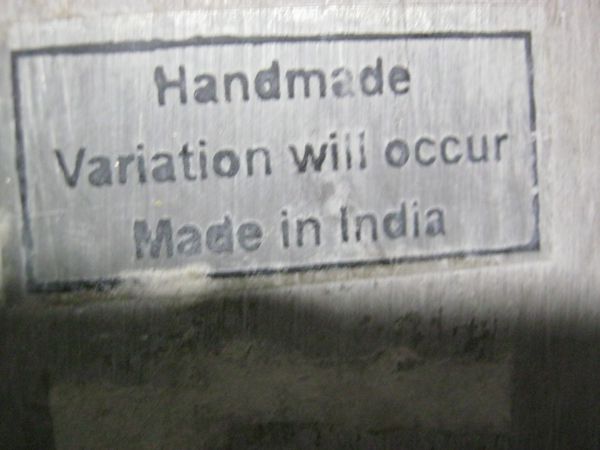 Handmade
Variation will occur
Made in India